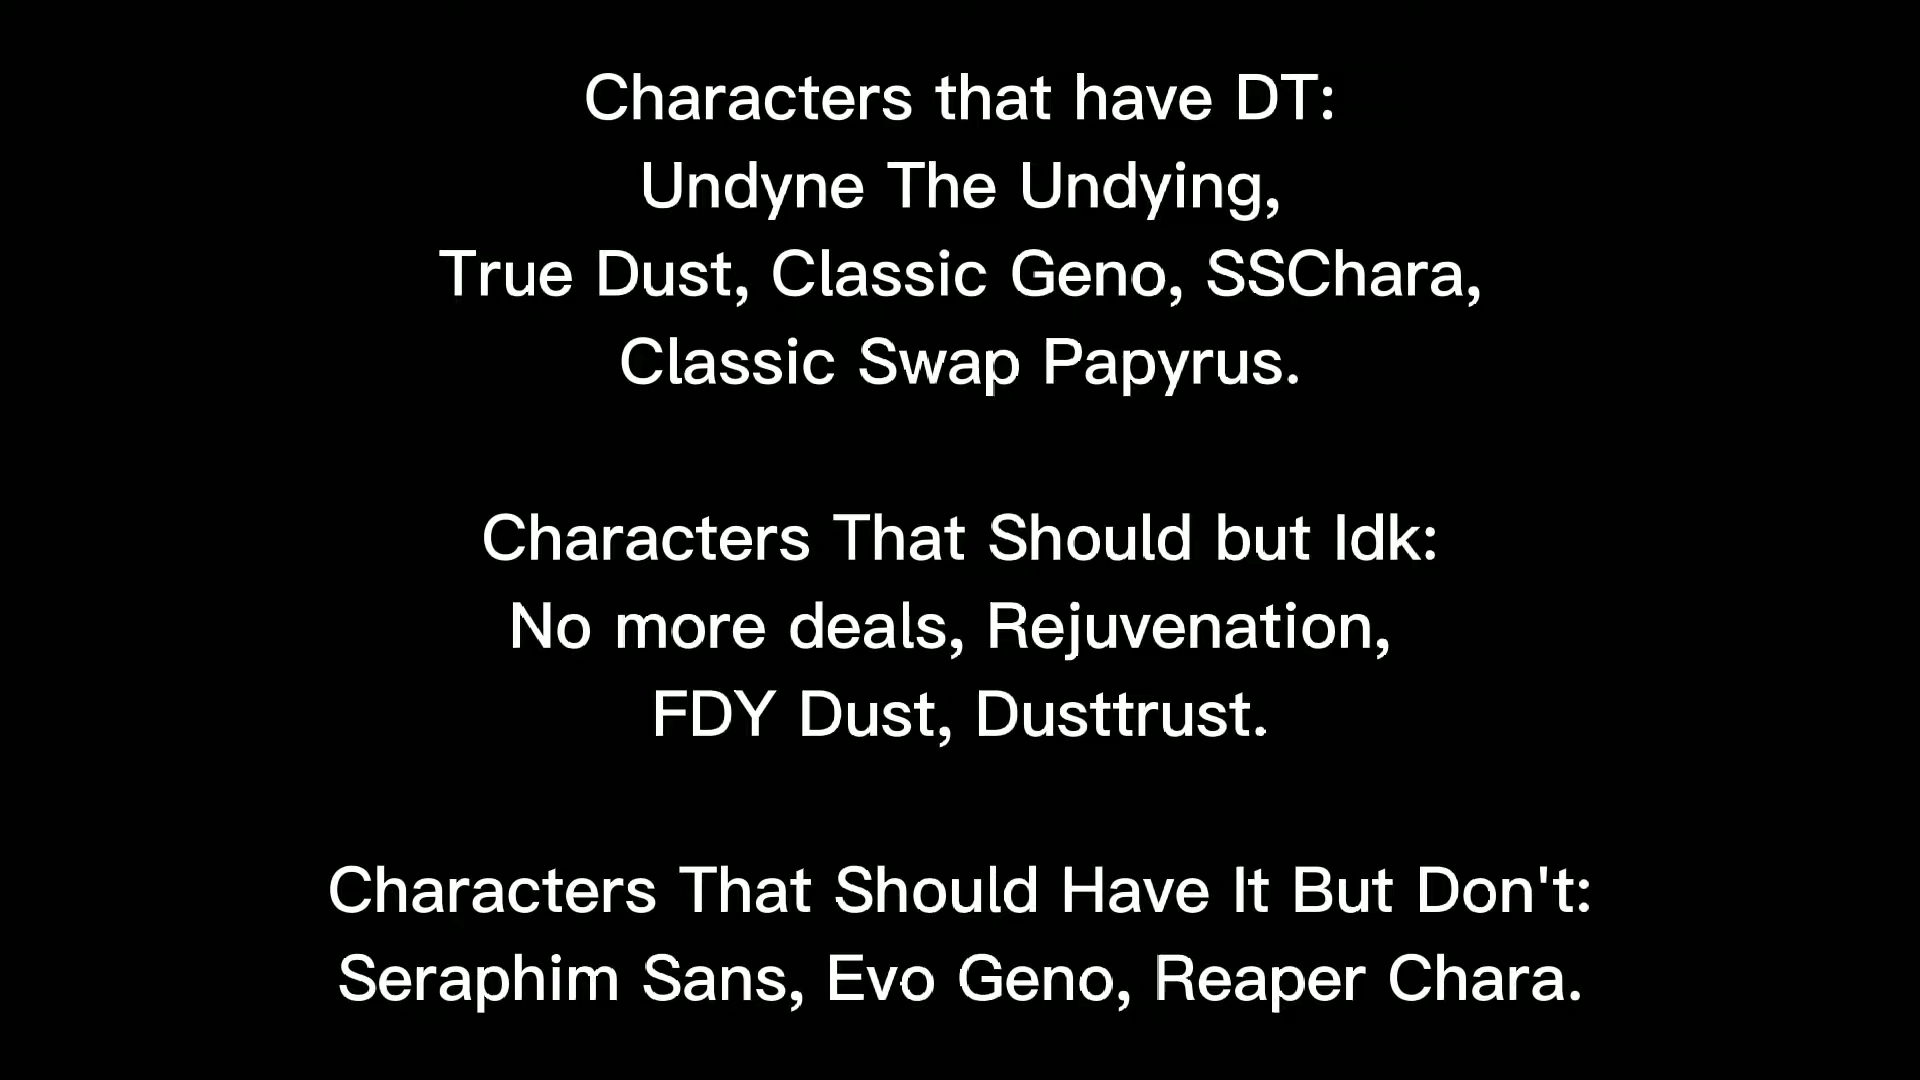 Characters that have DT:
Undyne The Undying,
True Dust, Classic Geno, SSChara,
Classic Swap Papyrus.
Characters That Should but Idk:
No more deals, Rejuvenation,
FDY Dust, Dusttrust.
Characters That Should Have It But Don't:
Seraphim Sans, Evo Geno, Reaper Chara.